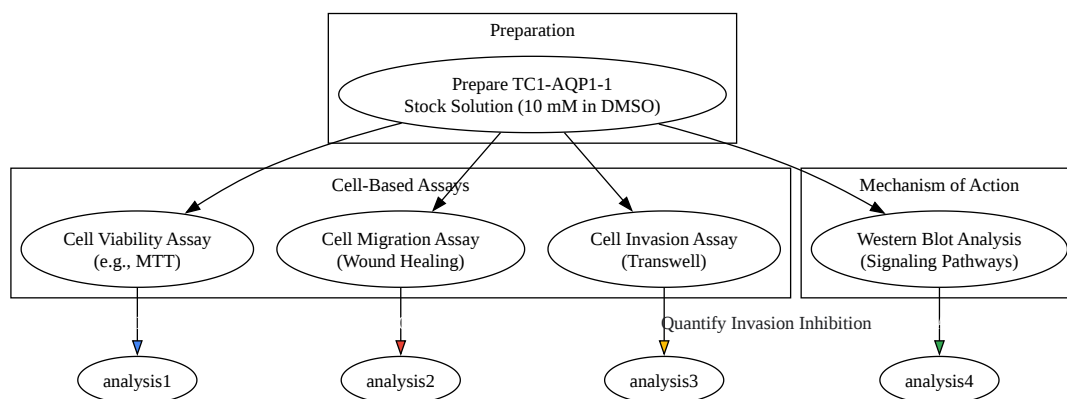 Preparation
Prepare TC1-AQP1-1
Stock Solution (10 mM in DMSO)
Cell-Based Assays
Mechanism of Action
Cell Viability Assay
(e.g., MTT)
Cell Migration Assay
(Wound Healing)
Cell Invasion Assay
(Transwell)
Western Blot Analysis
(Signaling Pathways)
Quantify Invasion Inhibition
analysis1
analysis2
analysis3
analysis4